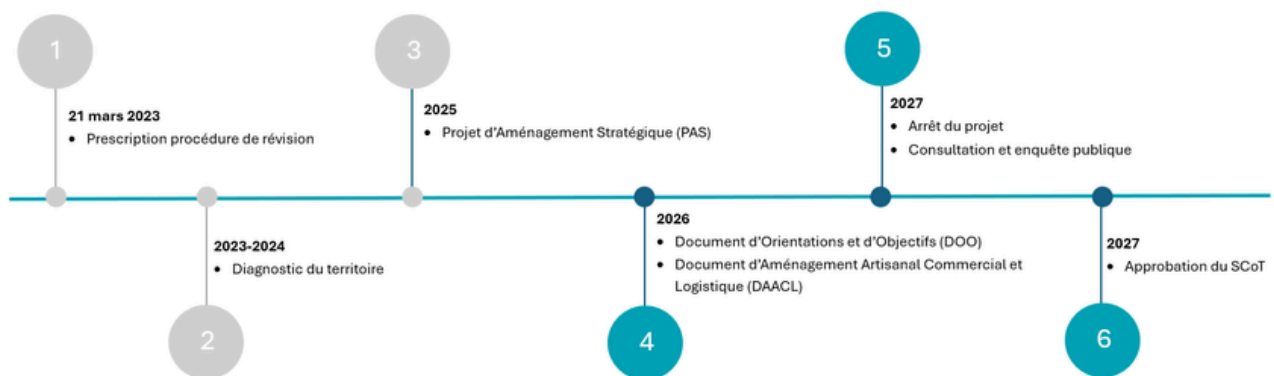 1
21 mars 2023
• Prescription procédure de révision
2
2023-2024
• Diagnostic du territoire
3
2025
• Projet d'Aménagement Stratégique (PAS)
4
2026
• Document d'Orientations et d'Objectifs (DOO)
• Document d'Aménagement Artisanal Commercial et
Logistique (DAACL)
5
2027
• Arrêt du projet
• Consultation et enquête publique
6
2027
• Approbation du SCoT